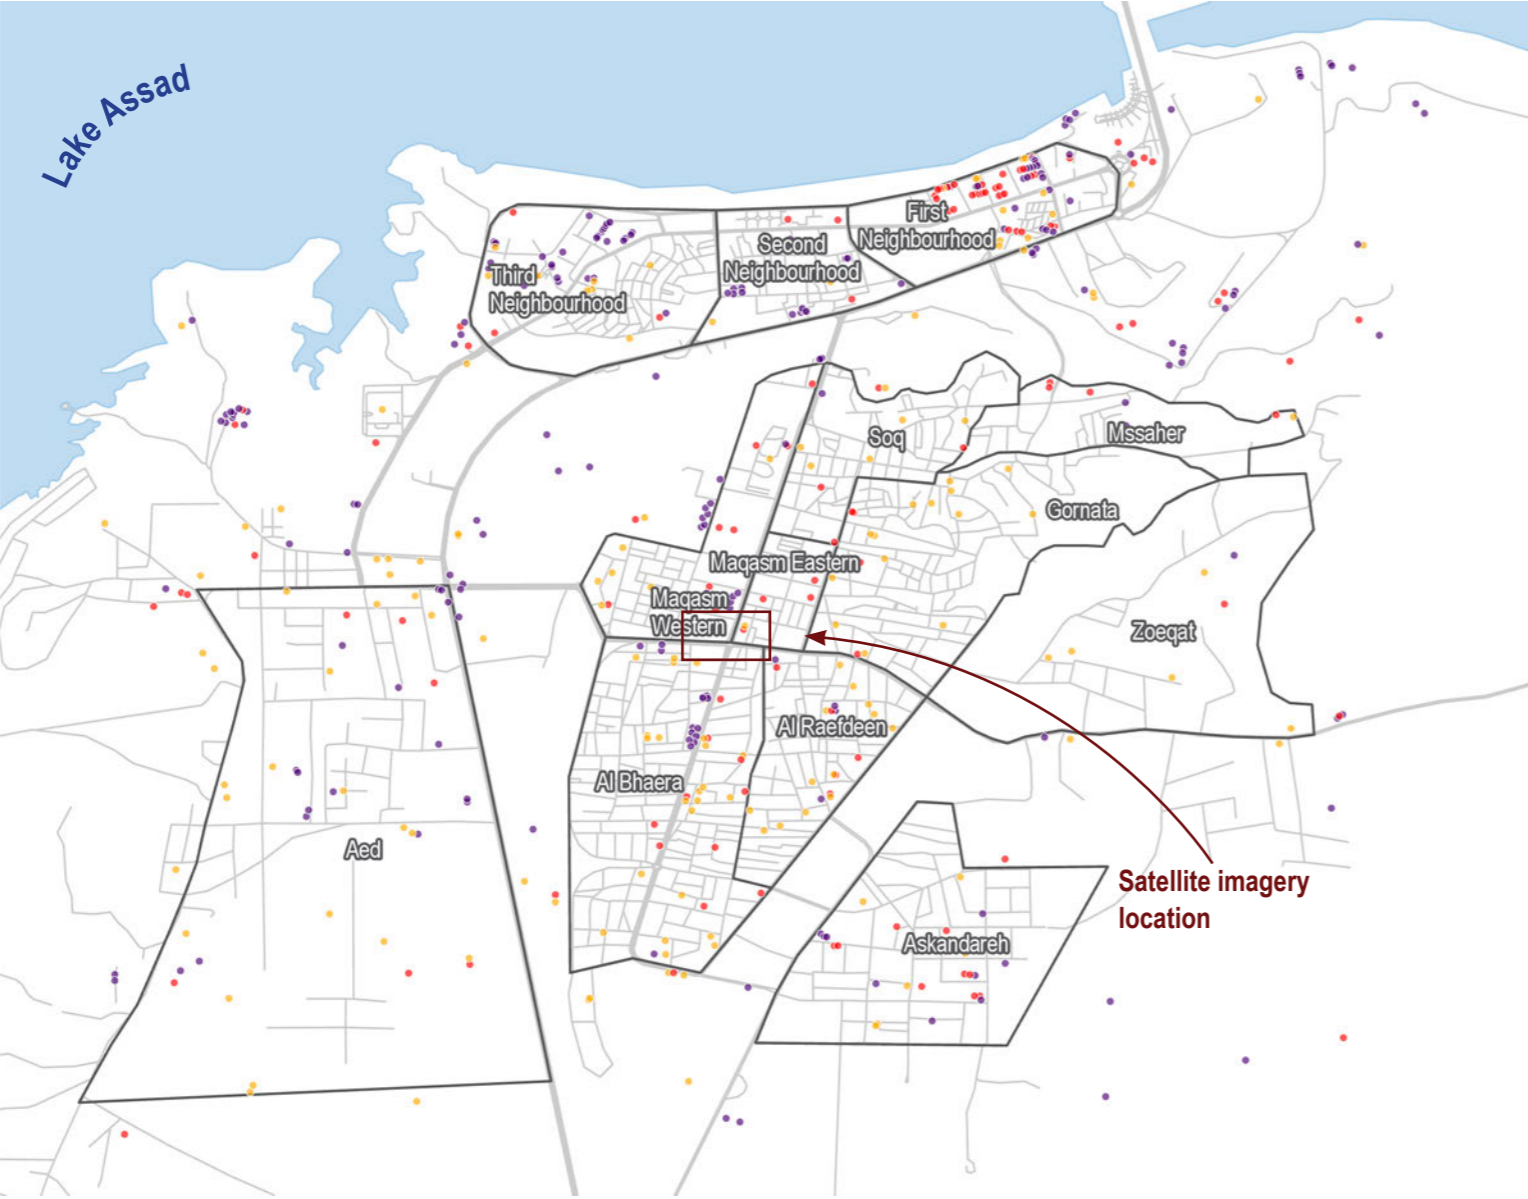 Lake Assad
First
Neighbourhood
Second
Neighbourhood
Third
Neighbourhood
Soq
Mssaher
Gornata
Maqasm Eastern
Maqasm
Western
Zoeqat
Al Raefdeen
Al Bhaera
Aed
Satellite imagery
location
Askandareh